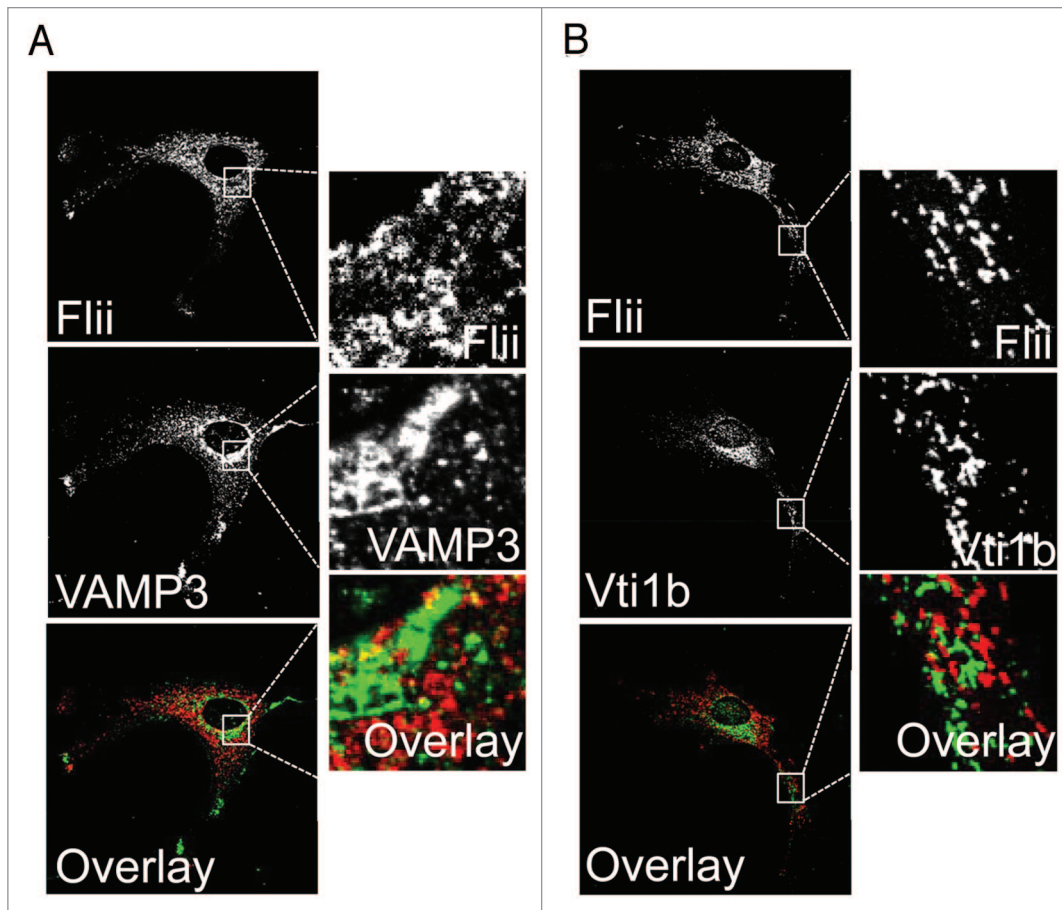 A
Flii
Flii
VAMP3
VAMP3
Overlay
Overlay
B
Flii
Flii
Vti1b
Vti1b
Overlay
Overlay